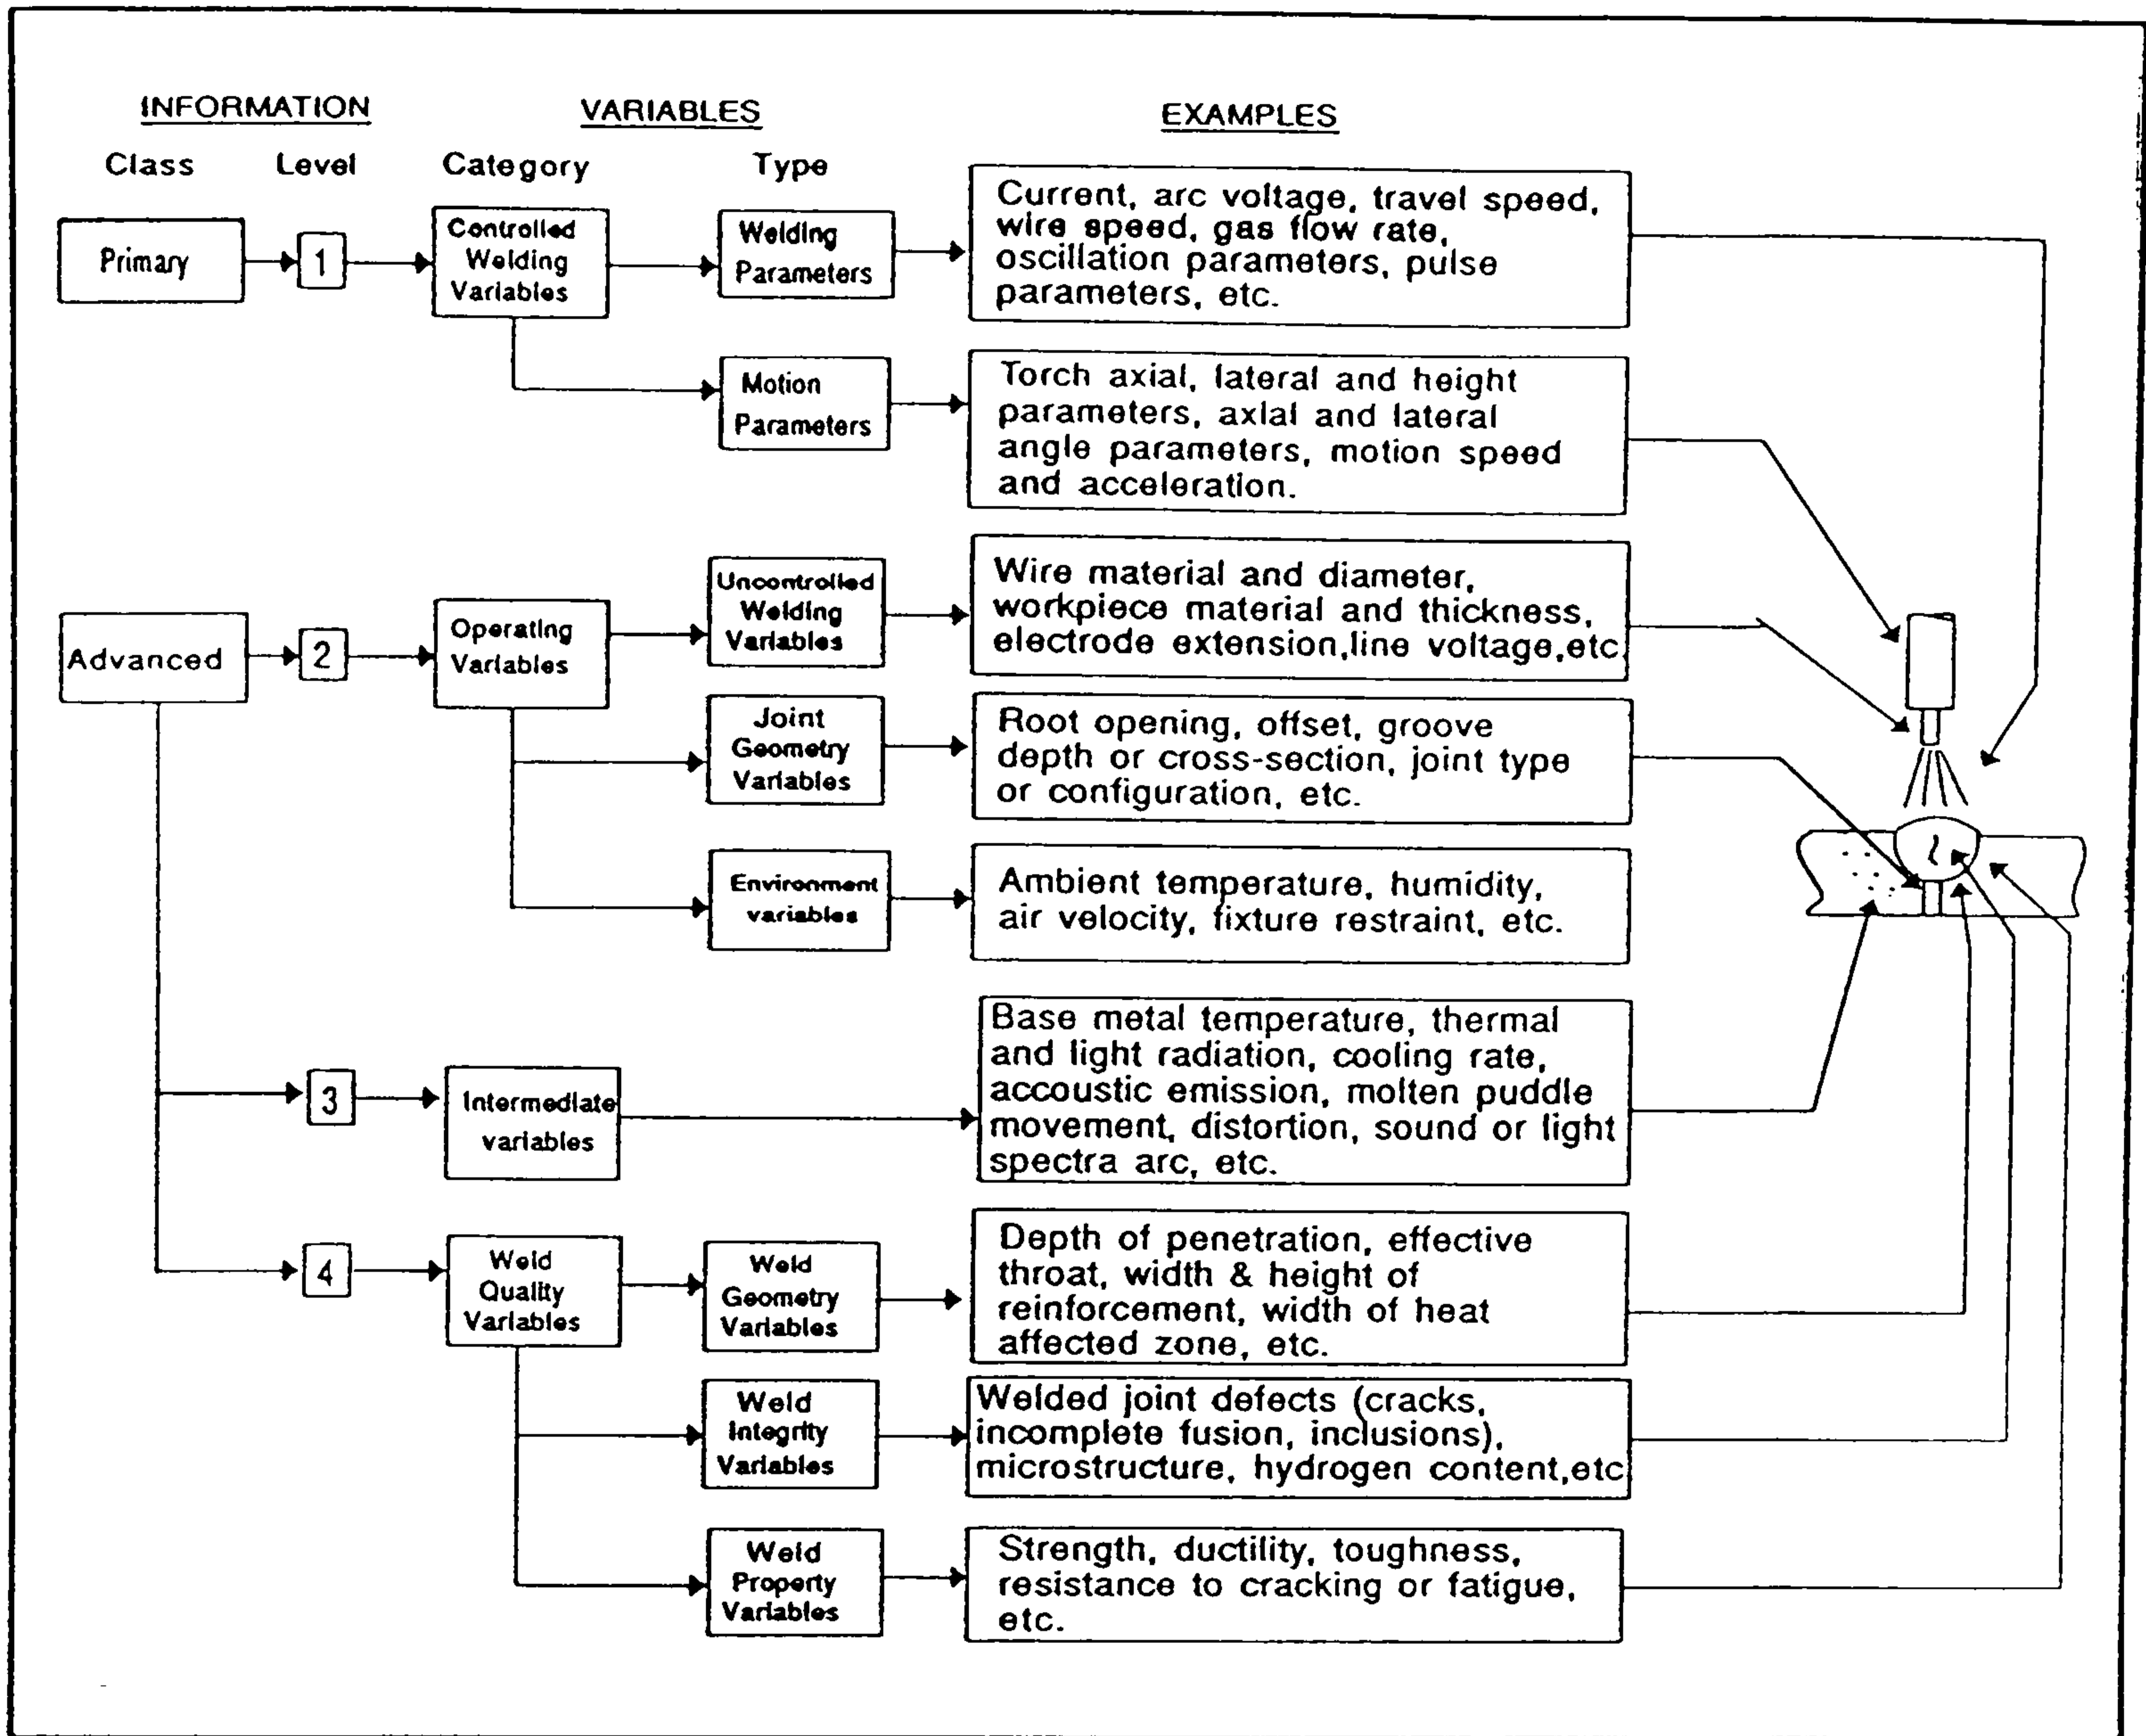 INFORMATION
VARIABLES
EXAMPLES
Class
Level
Category
Type
Primary
1
Controlled
Welding
Variables
Welding
Parameters
Current, arc voltage, travel speed,
wire speed, gas flow rate,
oscillation parameters, pulse
parameters, etc.
Motion
Parameters
Torch axial, lateral and height
parameters, axial and lateral
angle parameters, motion speed
and acceleration.
Advanced
2
Operating
Variables
Uncontrolled
Welding
Variables
Wire material and diameter,
workpiece material and thickness,
electrode extension,line voltage,etc
Joint
Geometry
Variables
Root opening, offset, groove
depth or cross-section, joint type
or configuration, etc.
Environment
variables
Ambient temperature, humidity,
air velocity, fixture restraint, etc.
3
Intermediate
variables
Base metal temperature, thermal
and light radiation, cooling rate,
accoustic emission, molten puddle
movement, distortion, sound or light
spectra arc, etc.
4
Weld
Quality
Variables
Weld
Geometry
Variables
Depth of penetration, effective
throat, width & height of
reinforcement, width of heat
affected zone, etc.
Weld
Integrity
Variables
Welded joint defects (cracks,
incomplete fusion, inclusions),
microstructure, hydrogen content,etc
Weld
Property
Variables
Strength, ductility, toughness,
resistance to cracking or fatigue,
etc.